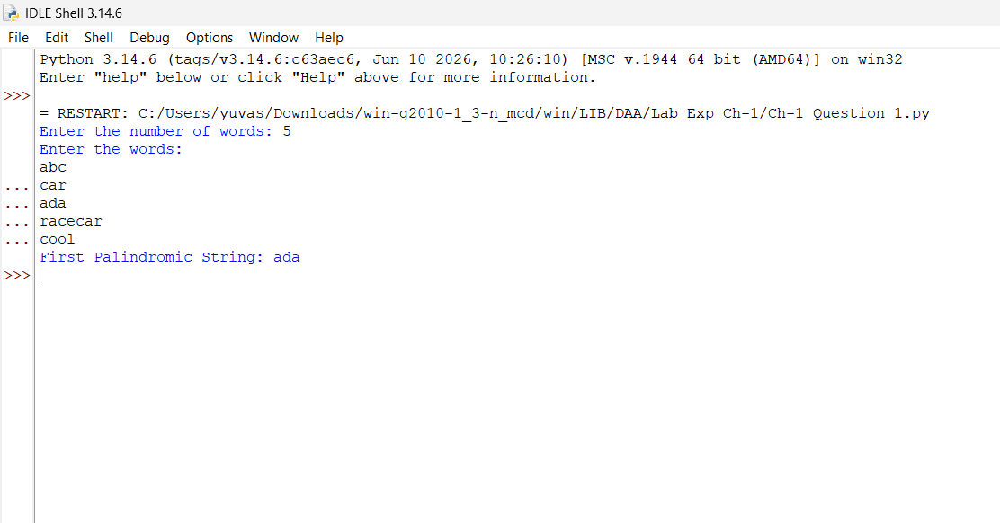 IDLE Shell 3.14.6
File Edit Shell Debug Options Window Help
Python 3.14.6 (tags/v3.14.6:c63aec6, Jun 10 2026, 10:26:10) [MSC v.1944 64 bit (AMD64)] on win32
Enter "help" below or click "Help" above for more information.
>>>
= RESTART: C:/Users/yuvas/Downloads/win-g2010-1_3-n_mcd/win/LIB/DAA/Lab Exp Ch-1/Ch-1 Question 1.py
Enter the number of words: 5
Enter the words:
abc
... car
... ada
... racecar
... cool
First Palindromic String: ada
>>>